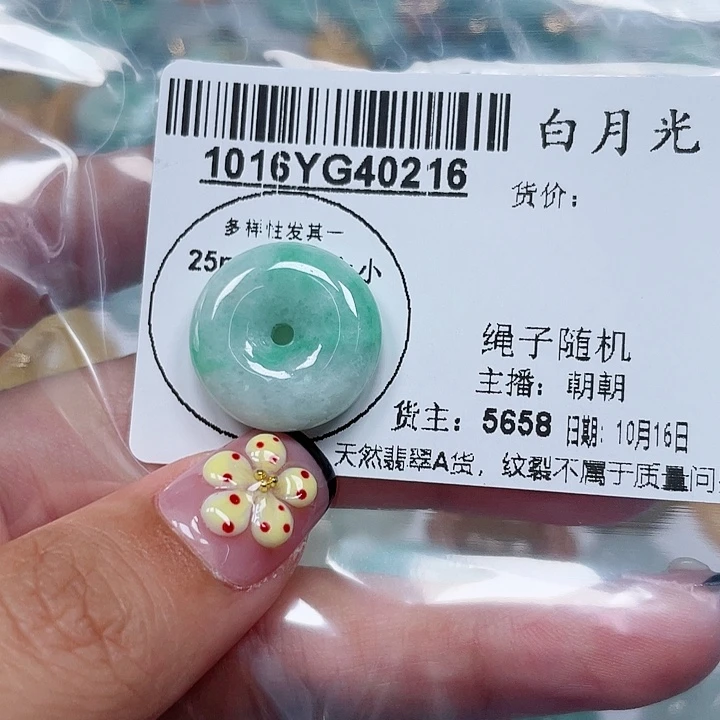 白月光
1016YG40216
货价：
多样性发其一
25 小
绳子随机
主播：朝朝
货主：5658 日期：10月16日
天然翡翠A货，纹裂不属于质量问